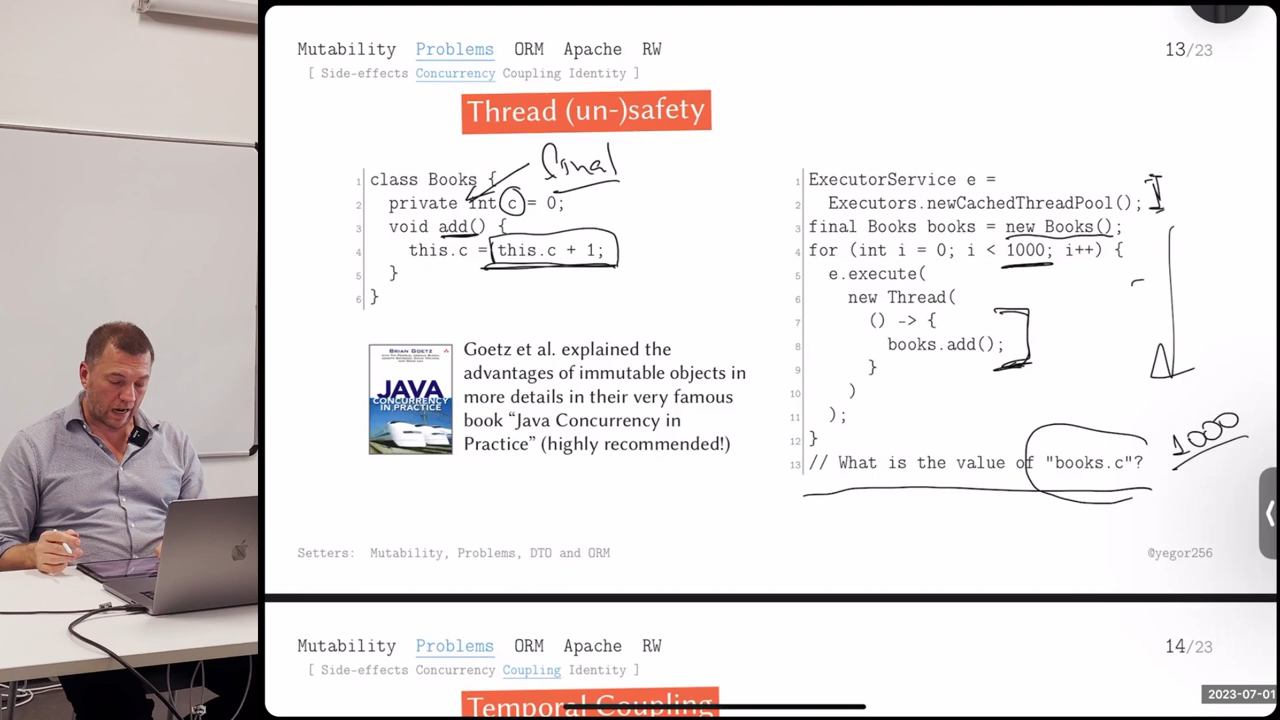 Mutability Problems ORM Apache RW
13/23
[ Side-effects Concurrency Coupling Identity ]
Thread (un-)safety
final
1 class Books {
2 private int c = 0;
3 void add() {
4 this.c = this.c + 1;
5 }
6 }
BRIAN GOETZ
JAVA
CONCURRENCY
IN PRACTICE
Goetz et al. explained the
advantages of immutable objects in
more details in their very famous
book “Java Concurrency in
Practice” (highly recommended!)
1 ExecutorService e =
2 Executors.newCachedThreadPool();
3 final Books books = new Books();
4 for (int i = 0; i < 1000; i++) {
5 e.execute(
6 new Thread(
7 () -> {
8 books.add();
9 }
10 )
11 );
12 }
13 // What is the value of "books.c"?
1000
Setters: Mutability, Problems, DTO and ORM
@yegor256
Mutability Problems ORM Apache RW
14/23
[ Side-effects Concurrency Coupling Identity ]
Temporal Coupling
2023-07-01